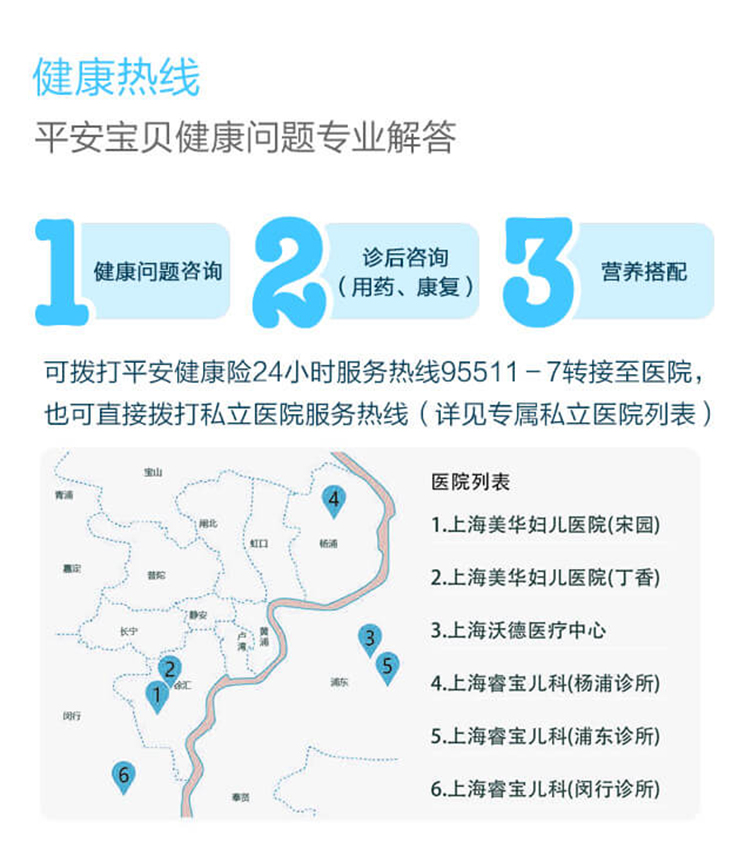 健康热线
平安宝贝健康问题专业解答
1 健康问题咨询
2 诊后咨询
（用药、康复）
3 营养搭配
可拨打平安健康险24小时服务热线95511-7转接至医院，
也可直接拨打私立医院服务热线（详见专属私立医院列表）
宝山
青浦
4
闸北
虹口
杨浦
嘉定
普陀
静安
长宁
卢湾
黄浦
3
2
5
徐汇
1
浦东
闵行
6
奉贤
医院列表
1.上海美华妇儿医院(宋园)
2.上海美华妇儿医院(丁香)
3.上海沃德医疗中心
4.上海睿宝儿科(杨浦诊所)
5.上海睿宝儿科(浦东诊所)
6.上海睿宝儿科(闵行诊所)